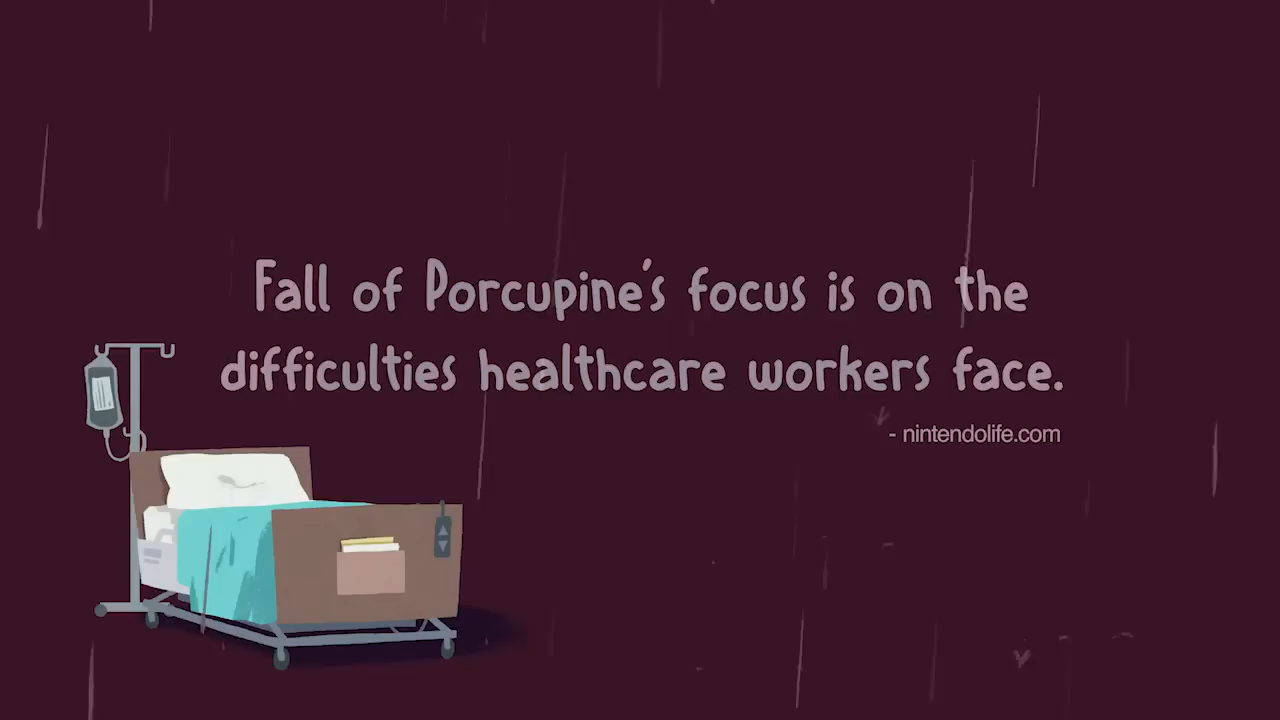 Fall of Porcupine's focus is on the
difficulties healthcare workers face.
- nintendolife.com